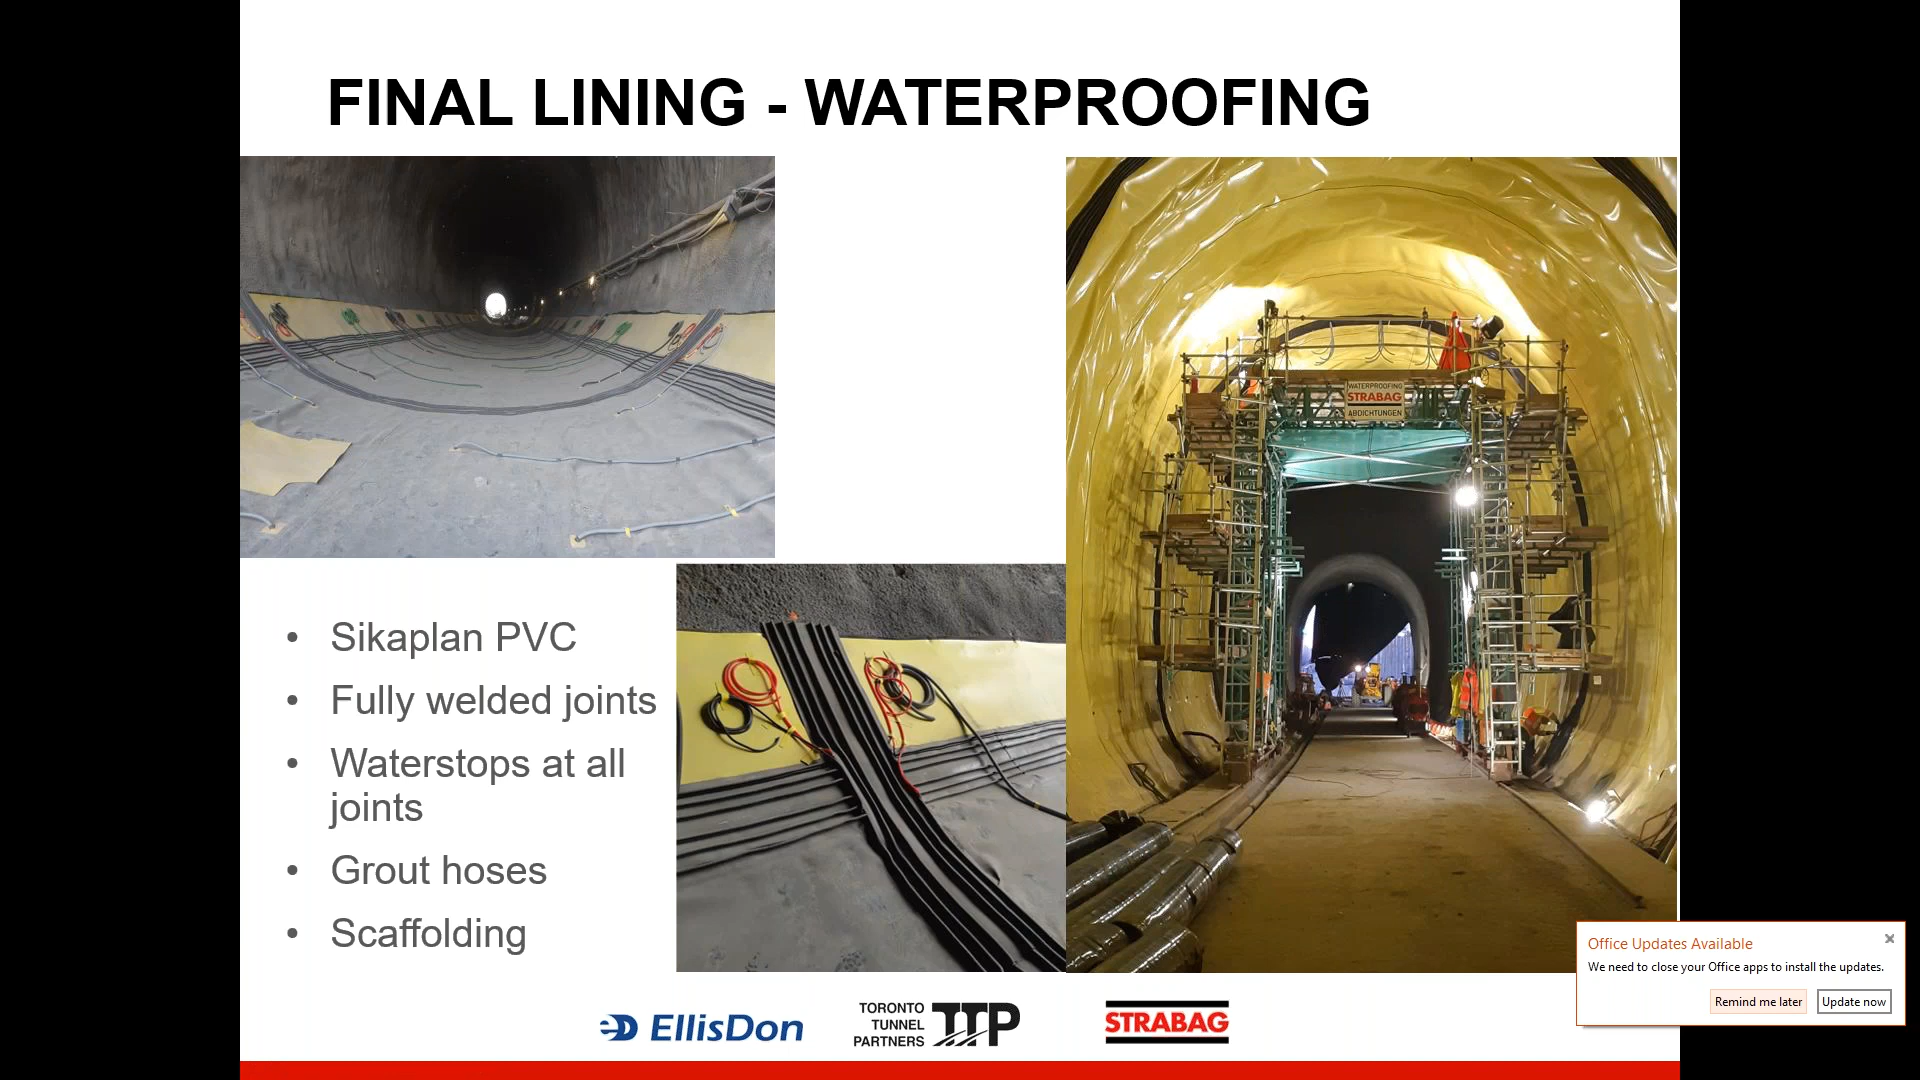 FINAL LINING - WATERPROOFING
WATERPROOFING
STRABAG
ABDICHTUNGEN
• Sikaplan PVC
• Fully welded joints
• Waterstops at all
joints
• Grout hoses
• Scaffolding
EllisDon
TORONTO
TUNNEL
PARTNERS
TTP
STRABAG
Office Updates Available
We need to close your Office apps to install the updates.
Remind me later
Update now